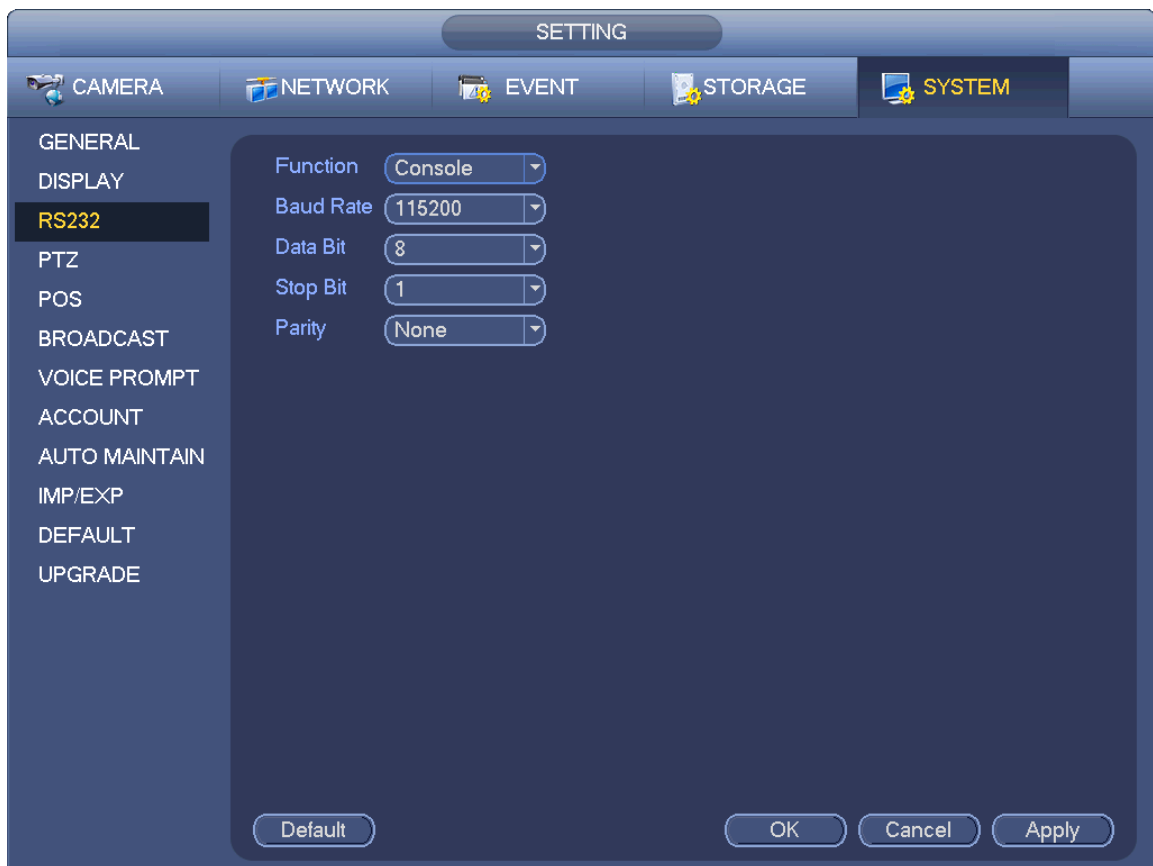 SETTING
CAMERA NETWORK EVENT STORAGE SYSTEM
GENERAL
DISPLAY
RS232
PTZ
POS
BROADCAST
VOICE PROMPT
ACCOUNT
AUTO MAINTAIN
IMP/EXP
DEFAULT
UPGRADE
Function Console
Baud Rate 115200
Data Bit 8
Stop Bit 1
Parity None
Default OK Cancel Apply